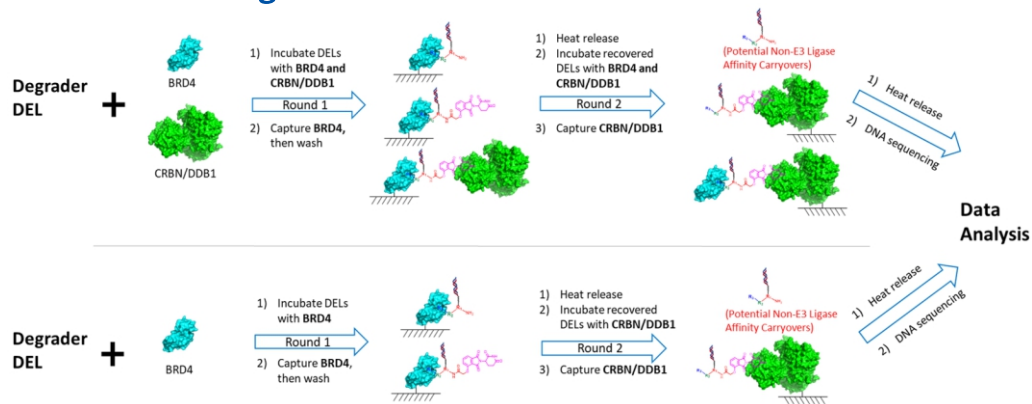 Degrader
DEL
+
BRD4
CRBN/DDB1
1) Incubate DELs
with BRD4 and
CRBN/DDB1
Round 1
2) Capture BRD4,
then wash
1) Heat release
2) Incubate recovered
DELs with BRD4 and
CRBN/DDB1
Round 2
3) Capture CRBN/DDB1
(Potential Non-E3 Ligase
Affinity Carryovers)
1) Heat release
2) DNA sequencing
Data
Analysis
Degrader
DEL
+
BRD4
1) Incubate DELs
with BRD4
Round 1
2) Capture BRD4,
then wash
1) Heat release
2) Incubate recovered
DELs with CRBN/DDB1
Round 2
3) Capture CRBN/DDB1
(Potential Non-E3 Ligase
Affinity Carryovers)
1) Heat release
2) DNA sequencing